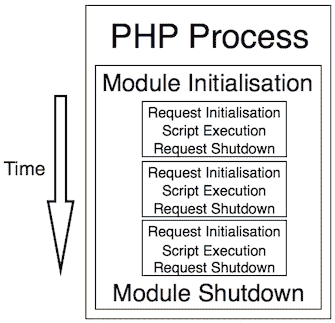 PHP Process
Module Initialisation
Request Initialisation
Script Execution
Request Shutdown
Time
Request Initialisation
Script Execution
Request Shutdown
Request Initialisation
Script Execution
Request Shutdown
Module Shutdown